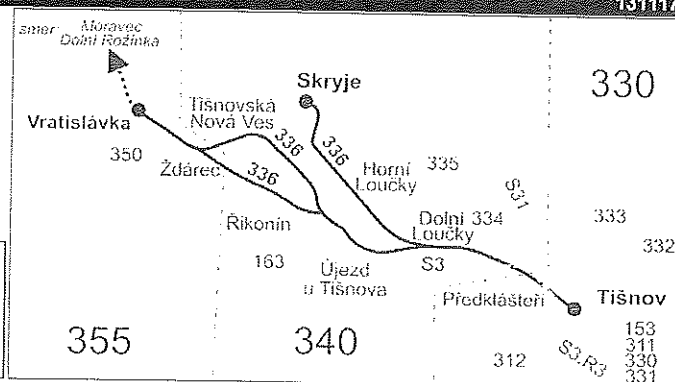 směr Moravec
Dolní Rožínka
Skryje
330
Vratislávka
Tišnovská
Nová Ves
336
336
350
Ždárec
336
Horní
Loučky
335
S31
333
Řikonín
Dolní
Loučky
334
332
163
Újezd
u Tišnova
S3
Předklášteří
Tišnov
355
340
312
S3,R3
153
311
330
331